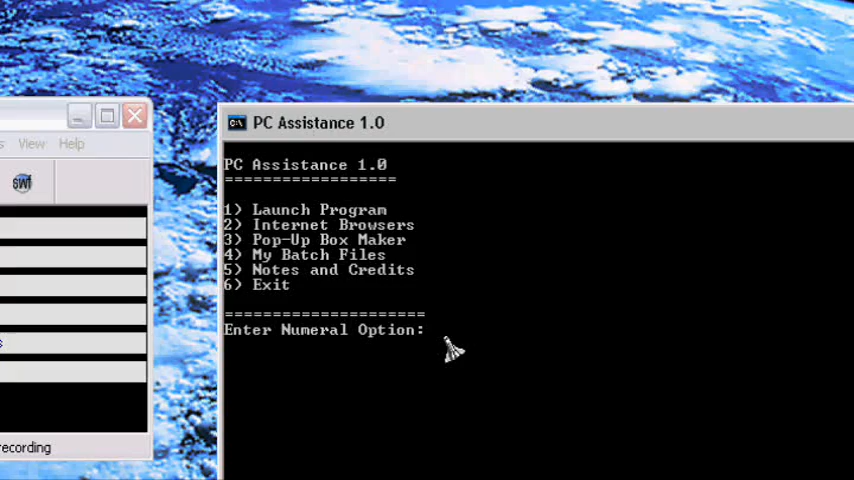 PC Assistance 1.0
View Help
swf
PC Assistance 1.0
==================
1) Launch Program
2) Internet Browsers
3) Pop-Up Box Maker
4) My Batch Files
5) Notes and Credits
6) Exit
=====================
Enter Numeral Option:
recording